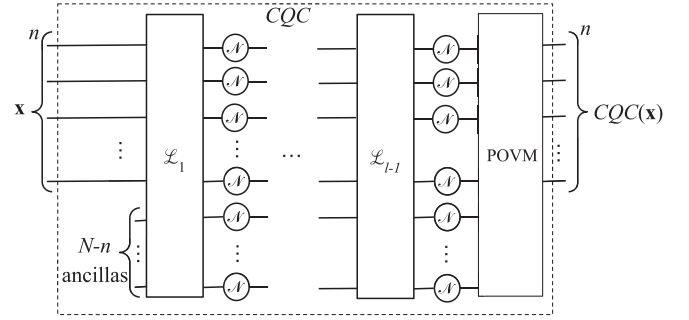 CQC
n
n
𝒩
𝒩
𝒩
𝒩
𝒩
𝒩
x
CQC(x)
ℒ1
...
ℒl-1
POVM
𝒩
𝒩
𝒩
𝒩
𝒩
𝒩
N-n
ancillas